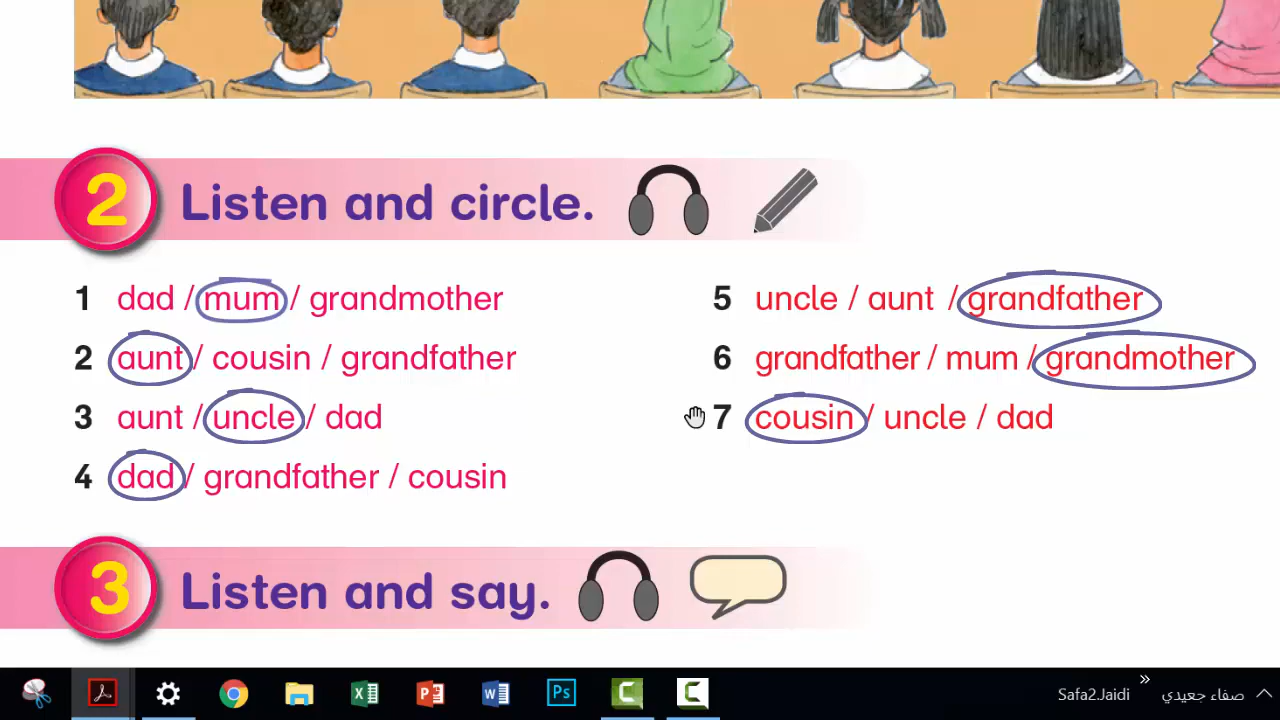 2 Listen and circle.
1 dad / mum / grandmother
2 aunt / cousin / grandfather
3 aunt / uncle / dad
4 dad / grandfather / cousin
5 uncle / aunt / grandfather
6 grandfather / mum / grandmother
7 cousin / uncle / dad
3 Listen and say.
Safa2.Jaidi » صفاء جعيدي